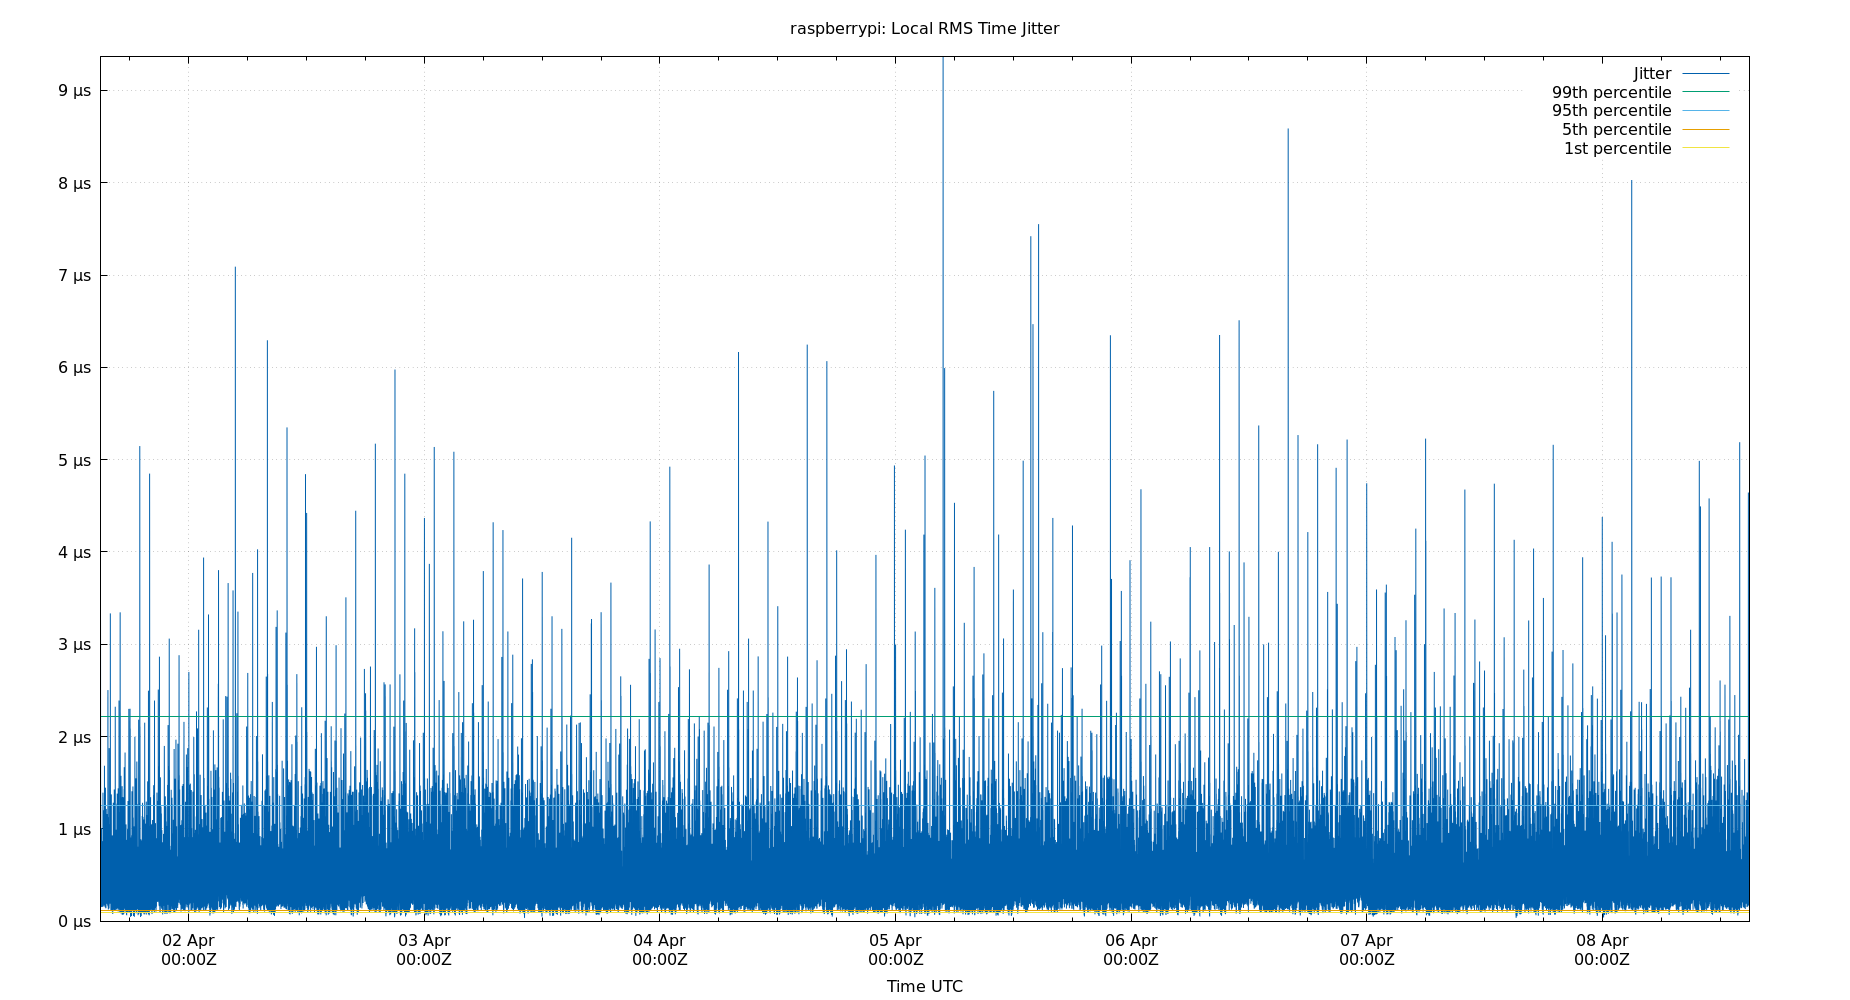 raspberrypi: Local RMS Time Jitter
Jitter
99th percentile
95th percentile
5th percentile
1st percentile
9 μs
8 μs
7 μs
6 μs
5 μs
4 μs
3 μs
2 μs
1 μs
0 μs
02 Apr 03 Apr 04 Apr 05 Apr 06 Apr 07 Apr 08 Apr
00:00Z 00:00Z 00:00Z 00:00Z 00:00Z 00:00Z 00:00Z
Time UTC